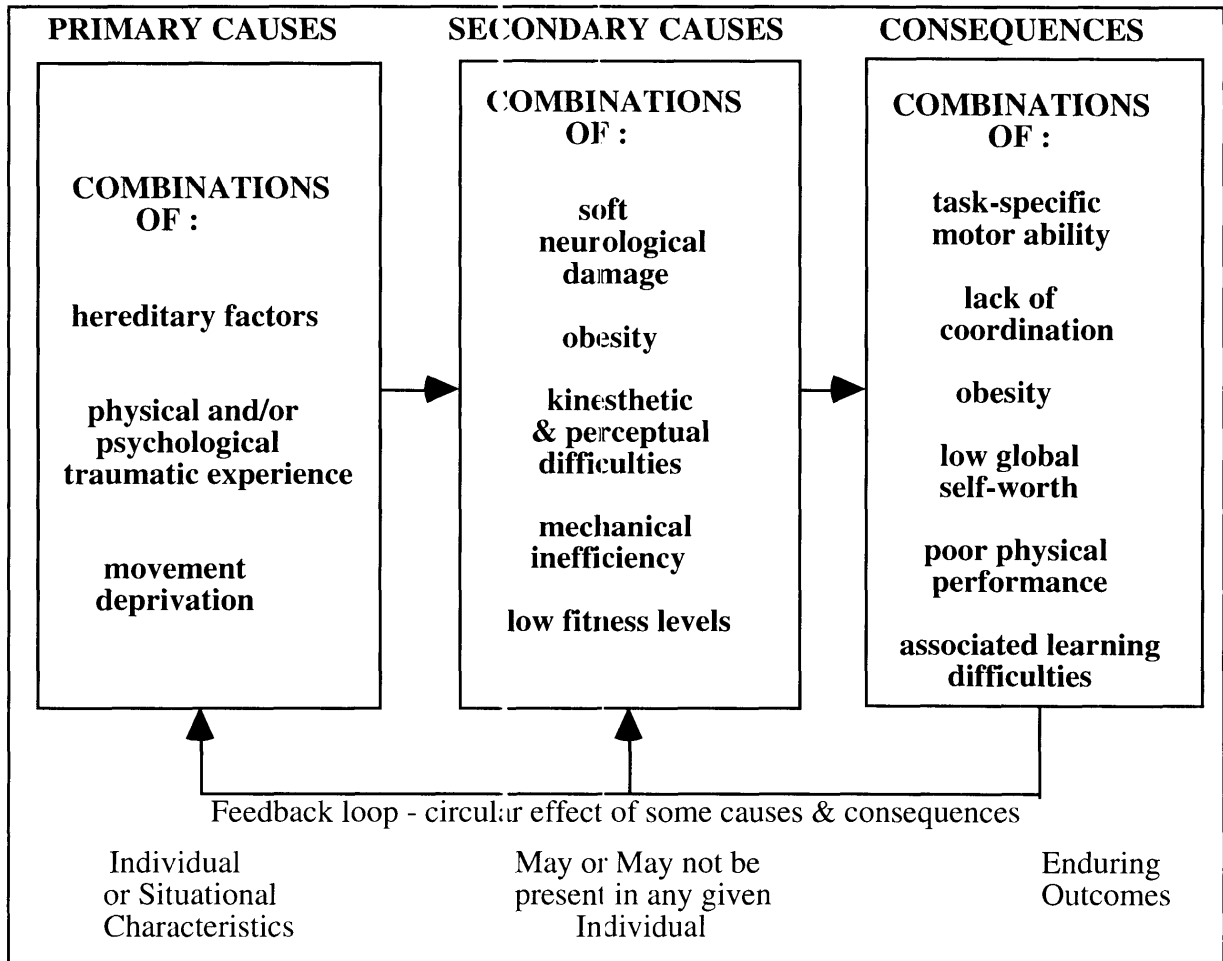 PRIMARY CAUSES
COMBINATIONS
OF :
hereditary factors
physical and/or
psychological
traumatic experience
movement
deprivation
SECONDARY CAUSES
COMBINATIONS
OF :
soft
neurological
damage
obesity
kinesthetic
& perceptual
difficulties
mechanical
inefficiency
low fitness levels
CONSEQUENCES
COMBINATIONS
OF :
task-specific
motor ability
lack of
coordination
obesity
low global
self-worth
poor physical
performance
associated learning
difficulties
Feedback loop - circular effect of some causes & consequences
Individual
or Situational
Characteristics
May or May not be
present in any given
Individual
Enduring
Outcomes